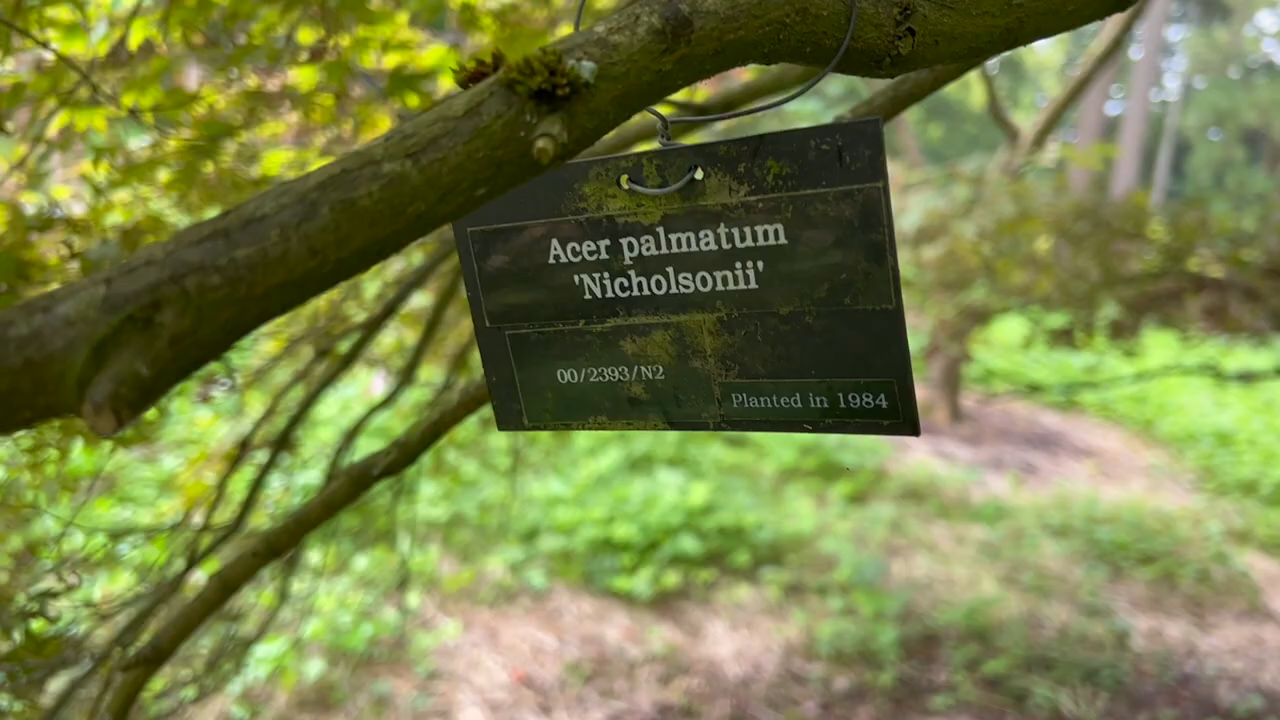 Acer palmatum
'Nicholsonii'
00/2393/N2
Planted in 1984